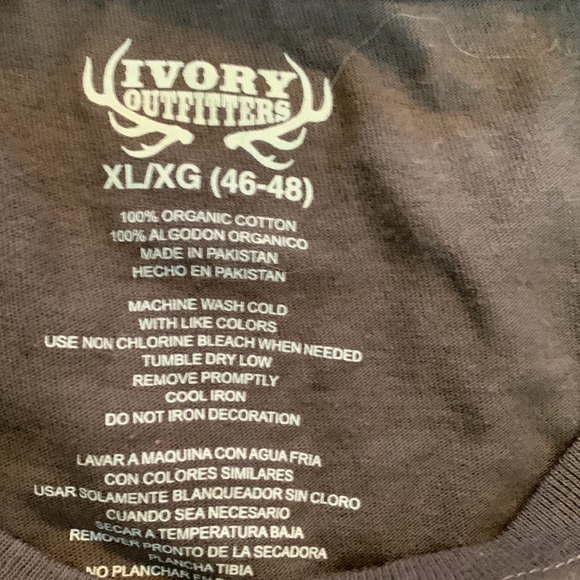 IVORY
OUTFITTERS
XL/XG (46-48)
100% ORGANIC COTTON
100% ALGODON ORGANICO
MADE IN PAKISTAN
HECHO EN PAKISTAN
MACHINE WASH COLD
WITH LIKE COLORS
USE NON CHLORINE BLEACH WHEN NEEDED
TUMBLE DRY LOW
REMOVE PROMPTLY
COOL IRON
DO NOT IRON DECORATION
LAVAR A MAQUINA CON AGUA FRIA
CON COLORES SIMILARES
USAR SOLAMENTE BLANQUEADOR SIN CLORO
CUANDO SEA NECESARIO
SECAR A TEMPERATURA BAJA
REMOVER PRONTO DE LA SECADORA
PLANCHA TIBIA
NO PLANCHAR